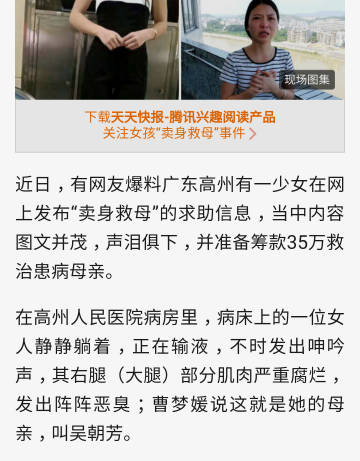 现场图集
下载天天快报-腾讯兴趣阅读产品
关注女孩“卖身救母”事件
近日，有网友爆料广东高州有一少女在网
上发布“卖身救母”的求助信息，当中内容
图文并茂，声泪俱下，并准备筹款35万救
治患病母亲。
在高州人民医院病房里，病床上的一位女
人静静躺着，正在输液，不时发出呻吟
声，其右腿（大腿）部分肌肉严重腐烂，
发出阵阵恶臭；曹梦媛说这就是她的母
亲，叫吴朝芳。